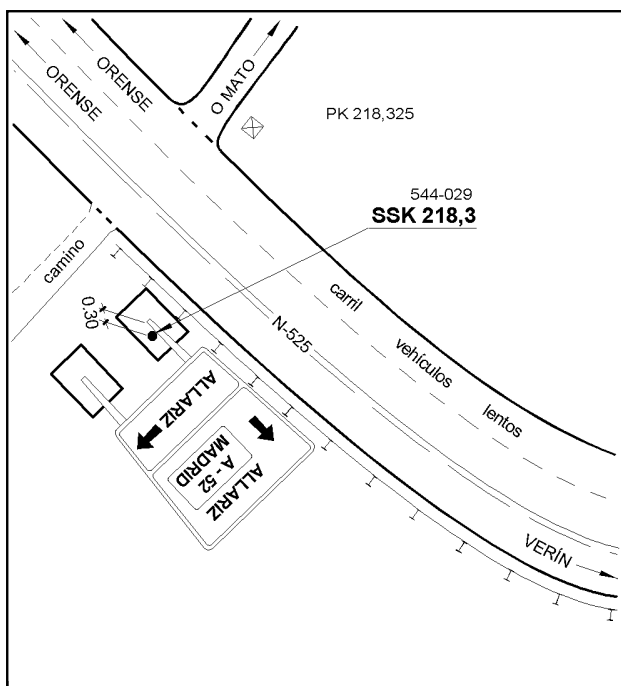 ORENSE
ORENSE
O MATO
PK 218,325
544-029
SSK 218,3
camino
0.30
carril
vehículos
lentos
N-525
ALLARIZ
ALLARIZ
A - 52
MADRID
VERÍN